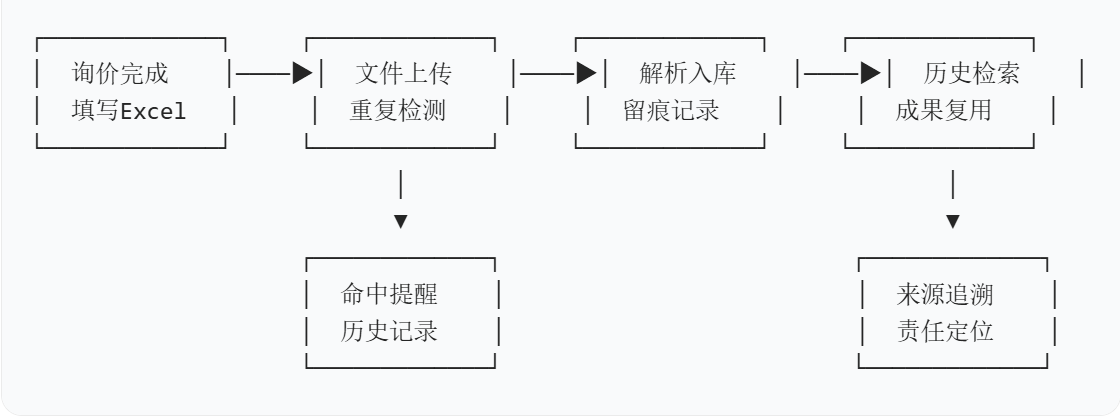 询价完成 文件上传 解析入库 历史检索
填写Excel 重复检测 留痕记录 成果复用
命中提醒 来源追溯
历史记录 责任定位